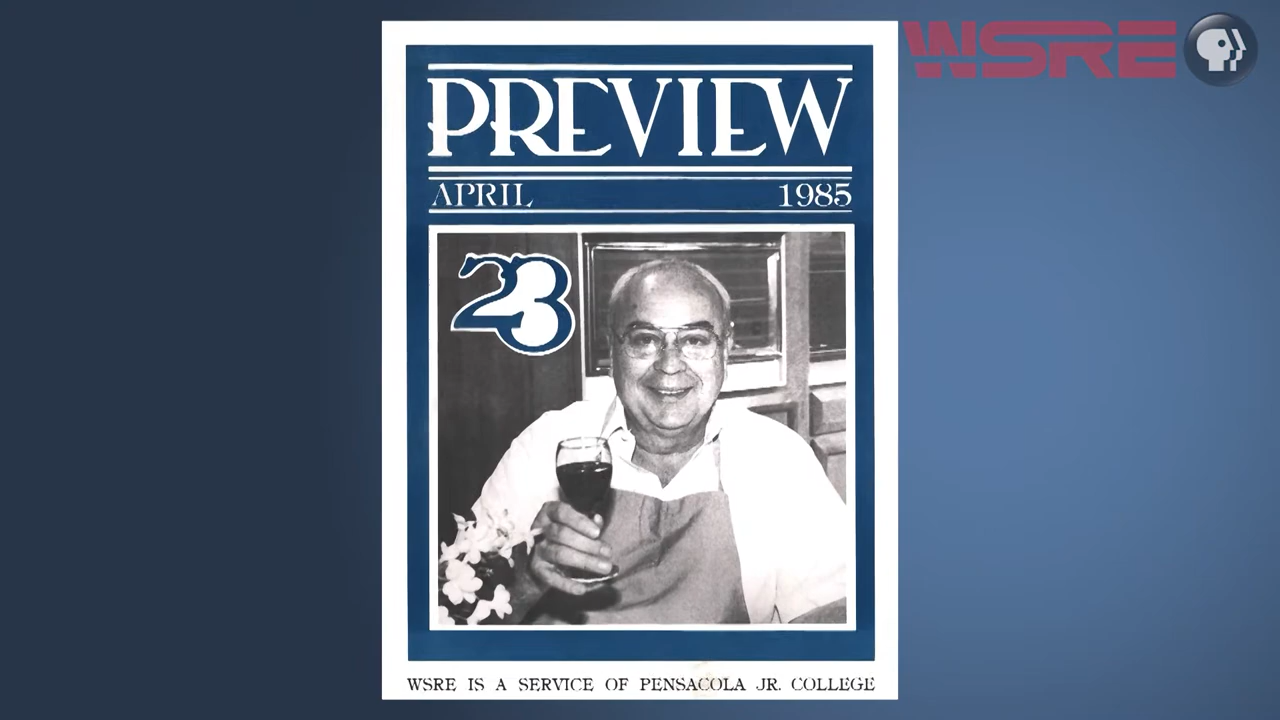 WSRE
PREVIEW
APRIL 1985
23
WSRE IS A SERVICE OF PENSACOLA JR. COLLEGE